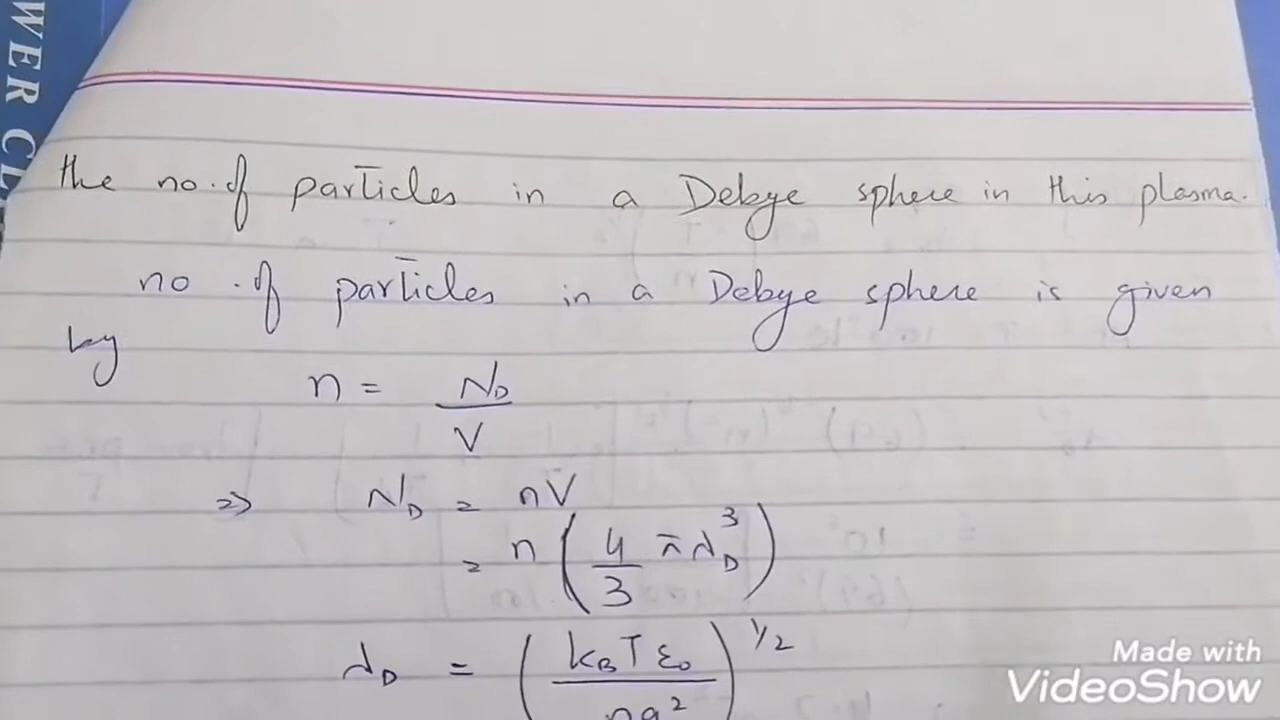 WER CL
the no. of particles in a Debye sphere in this plasma.
no. of particles in a Debye sphere is given
by
n = N_D / V
=> N_D = nV
= n (4/3 π λ_D^3)
λ_D = (k_B T ε_0 / nq^2)^1/2
Made with
VideoShow